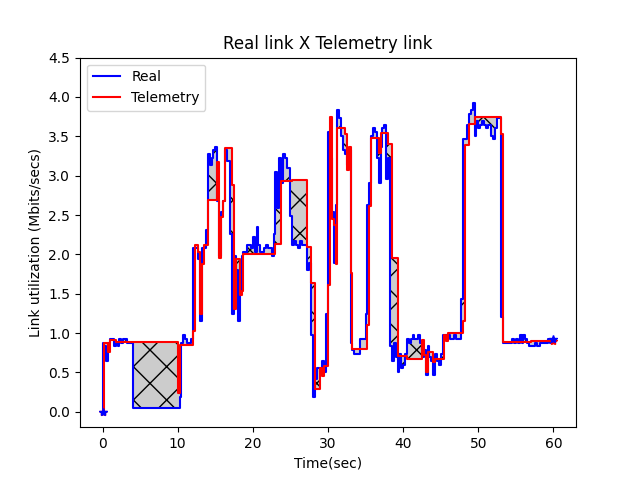 Real link X Telemetry link
Real
Telemetry
Link utilization (Mbits/secs)
4.5
4.0
3.5
3.0
2.5
2.0
1.5
1.0
0.5
0.0
0 10 20 30 40 50 60
Time(sec)